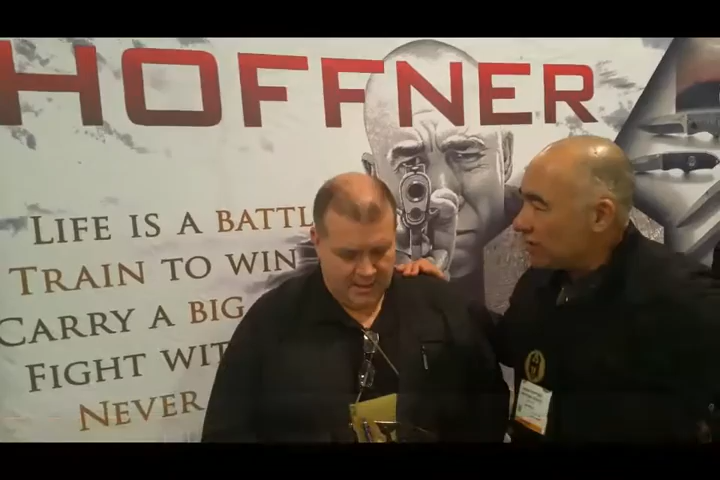 HOFFNER
LIFE IS A BATTL
TRAIN TO WIN
CARRY A BIG
FIGHT WIT
NEVER